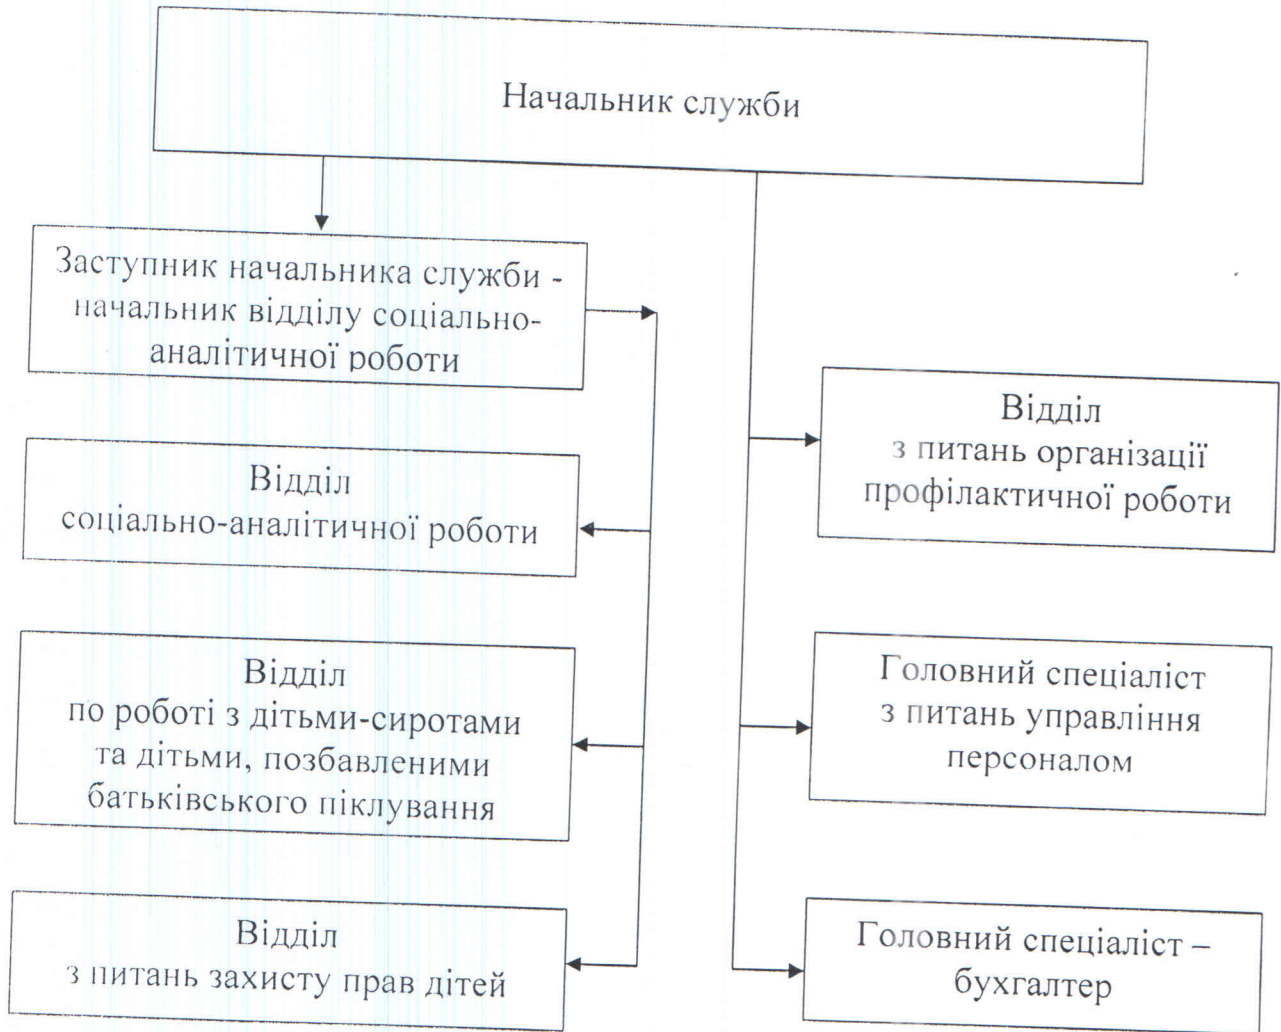 Начальник служби
Заступник начальника служби -
начальник відділу соціально-
аналітичної роботи
Відділ
соціально-аналітичної роботи
Відділ
по роботі з дітьми-сиротами
та дітьми, позбавленими
батьківського піклування
Відділ
з питань захисту прав дітей
Відділ
з питань організації
профілактичної роботи
Головний спеціаліст
з питань управління
персоналом
Головний спеціаліст –
бухгалтер